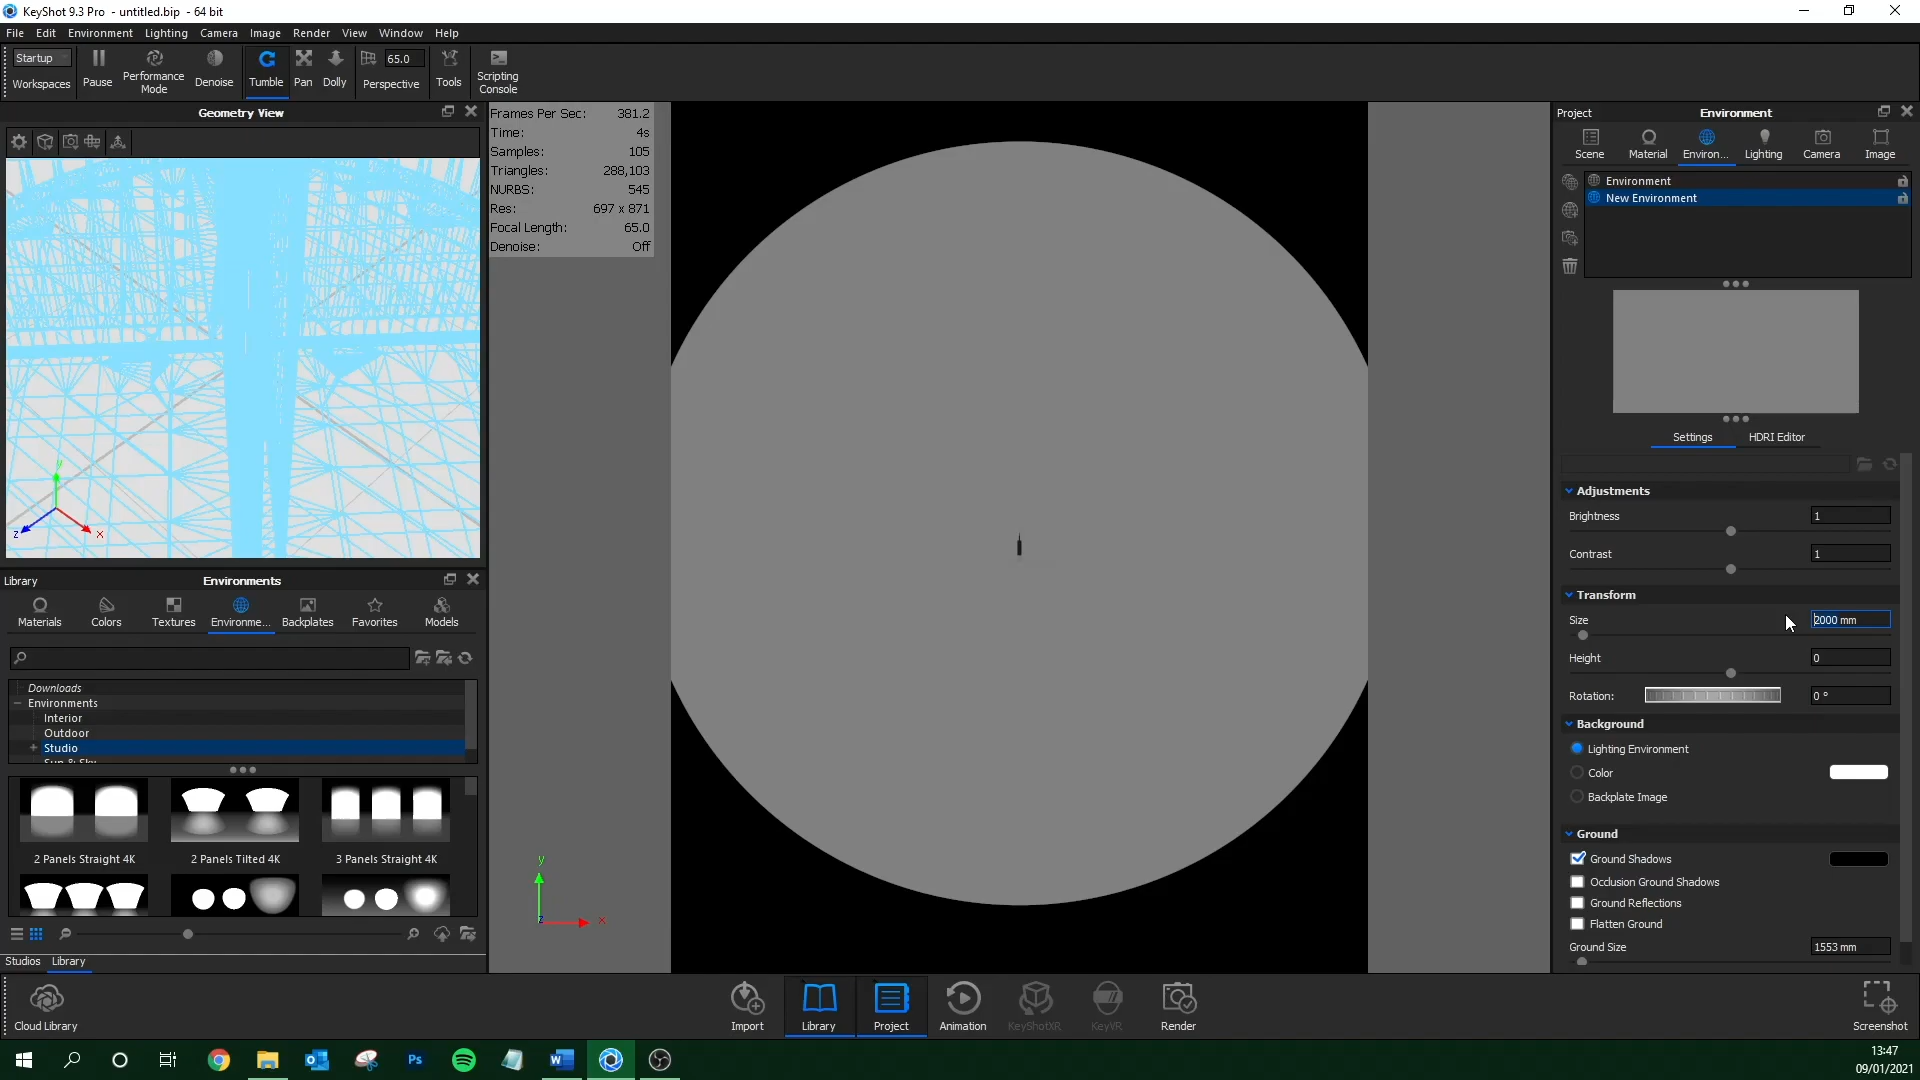 KeyShot 9.3 Pro - untitled.bip - 64 bit
File Edit Environment Lighting Camera Image Render View Window Help
Startup
Workspaces
Pause
Performance Mode
Denoise
Tumble
Pan
Dolly
65.0
Perspective
Tools
Scripting Console
Geometry View
z
y
x
Library Environments
Materials Colors Textures Environme... Backplates Favorites Models
Downloads
Environments
Interior
Outdoor
Studio
2 Panels Straight 4K 2 Panels Tilted 4K 3 Panels Straight 4K
Studios Library
Frames Per Sec: 381.2
Time: 4s
Samples: 105
Triangles: 288,103
NURBS: 545
Res: 697 x 871
Focal Length: 65.0
Denoise: Off
y
z
x
Project Environment
Scene Material Environ... Lighting Camera Image
Environment
New Environment
Settings HDRI Editor
Adjustments
Brightness 1
Contrast 1
Transform
Size 2000 mm
Height 0
Rotation: 0 °
Background
Lighting Environment
Color
Backplate Image
Ground
Ground Shadows
Occlusion Ground Shadows
Ground Reflections
Flatten Ground
Ground Size 1553 mm
Cloud Library
Import Library Project Animation KeyShotXR KeyVR Render
Screenshot
Ps
13:47
09/01/2021